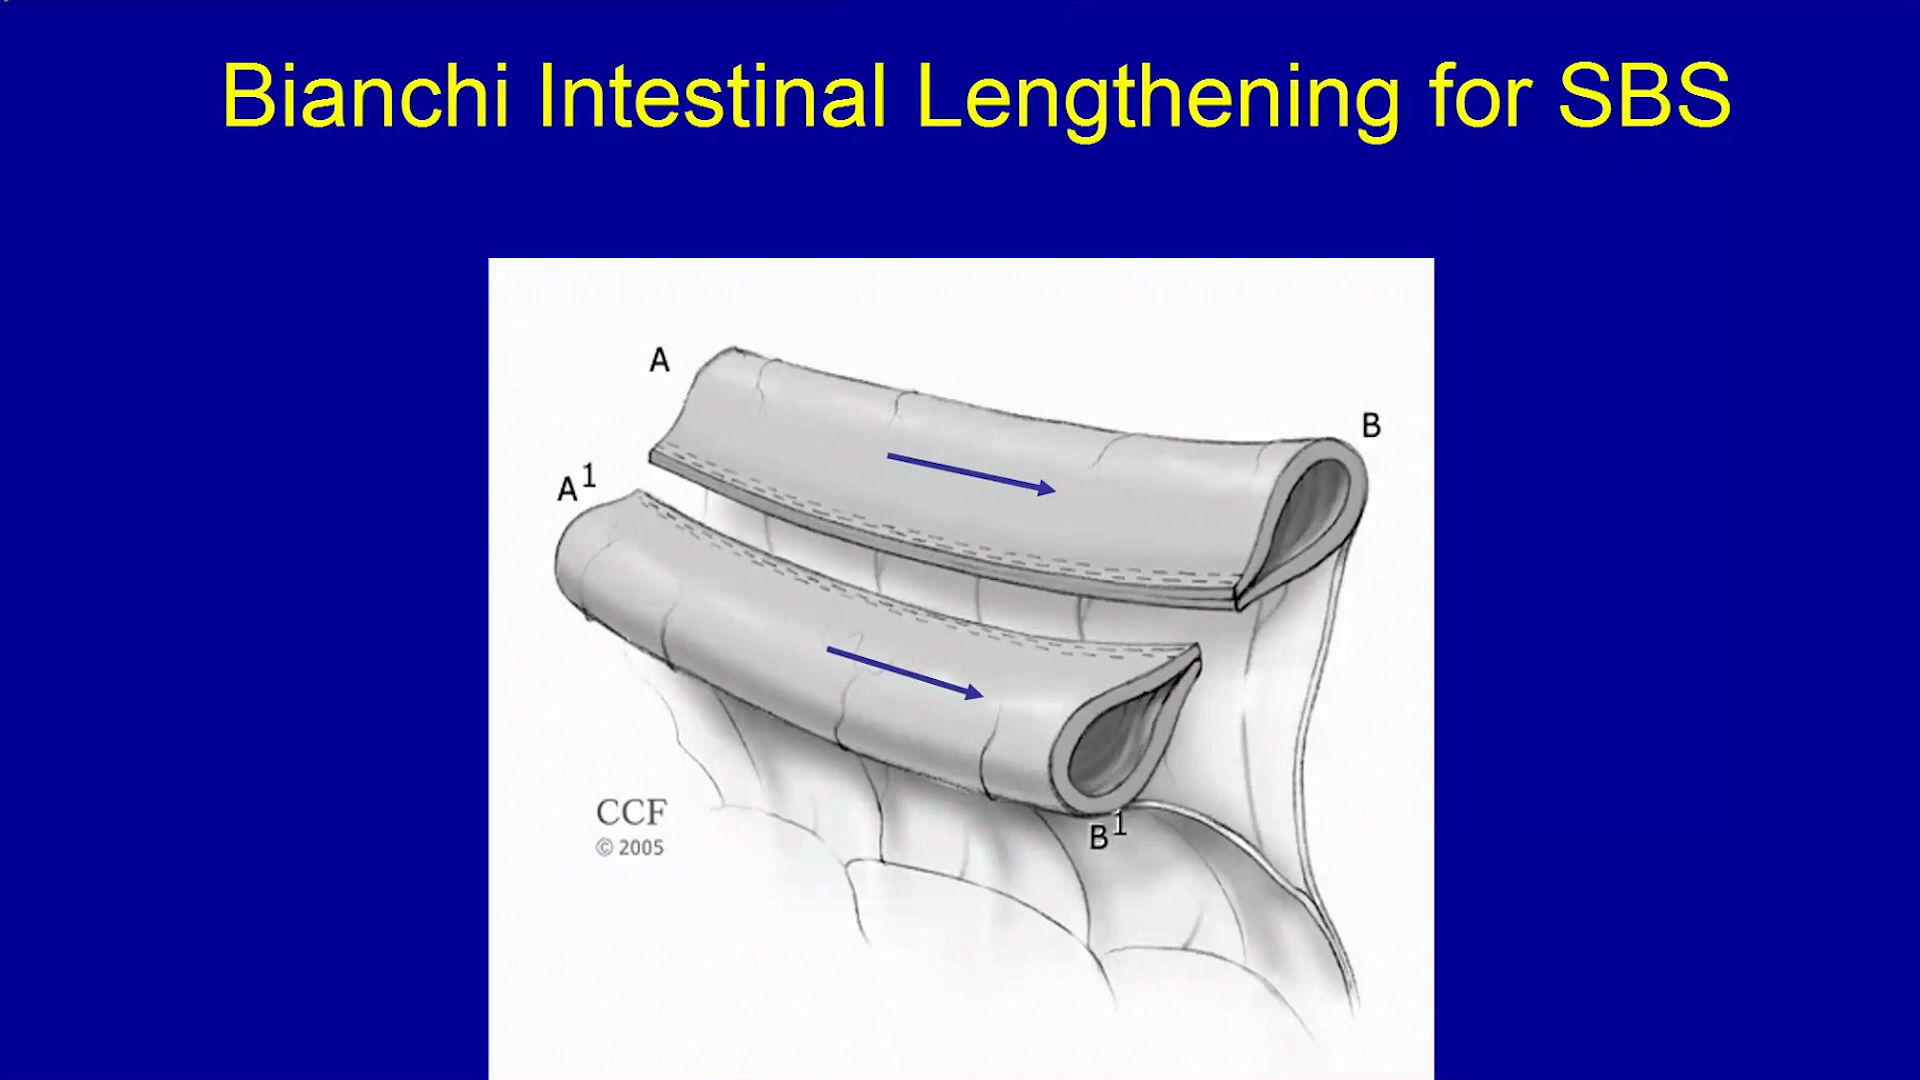 Bianchi Intestinal Lengthening for SBS
A
B
A¹
B¹
CCF
© 2005